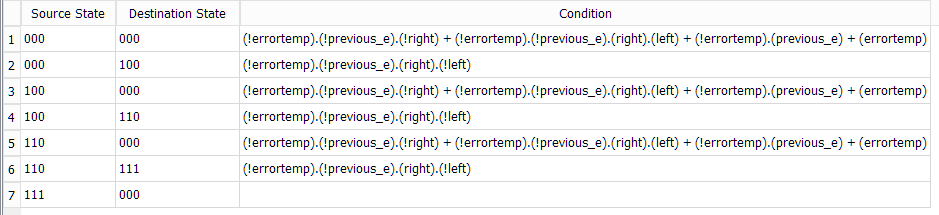 Source State Destination State Condition
1 000 000 (!errortemp).(!previous_e).(!right) + (!errortemp).(!previous_e).(right).(left) + (!errortemp).(previous_e) + (errortemp)
2 000 100 (!errortemp).(!previous_e).(right).(!left)
3 100 000 (!errortemp).(!previous_e).(!right) + (!errortemp).(!previous_e).(right).(left) + (!errortemp).(previous_e) + (errortemp)
4 100 110 (!errortemp).(!previous_e).(right).(!left)
5 110 000 (!errortemp).(!previous_e).(!right) + (!errortemp).(!previous_e).(right).(left) + (!errortemp).(previous_e) + (errortemp)
6 110 111 (!errortemp).(!previous_e).(right).(!left)
7 111 000